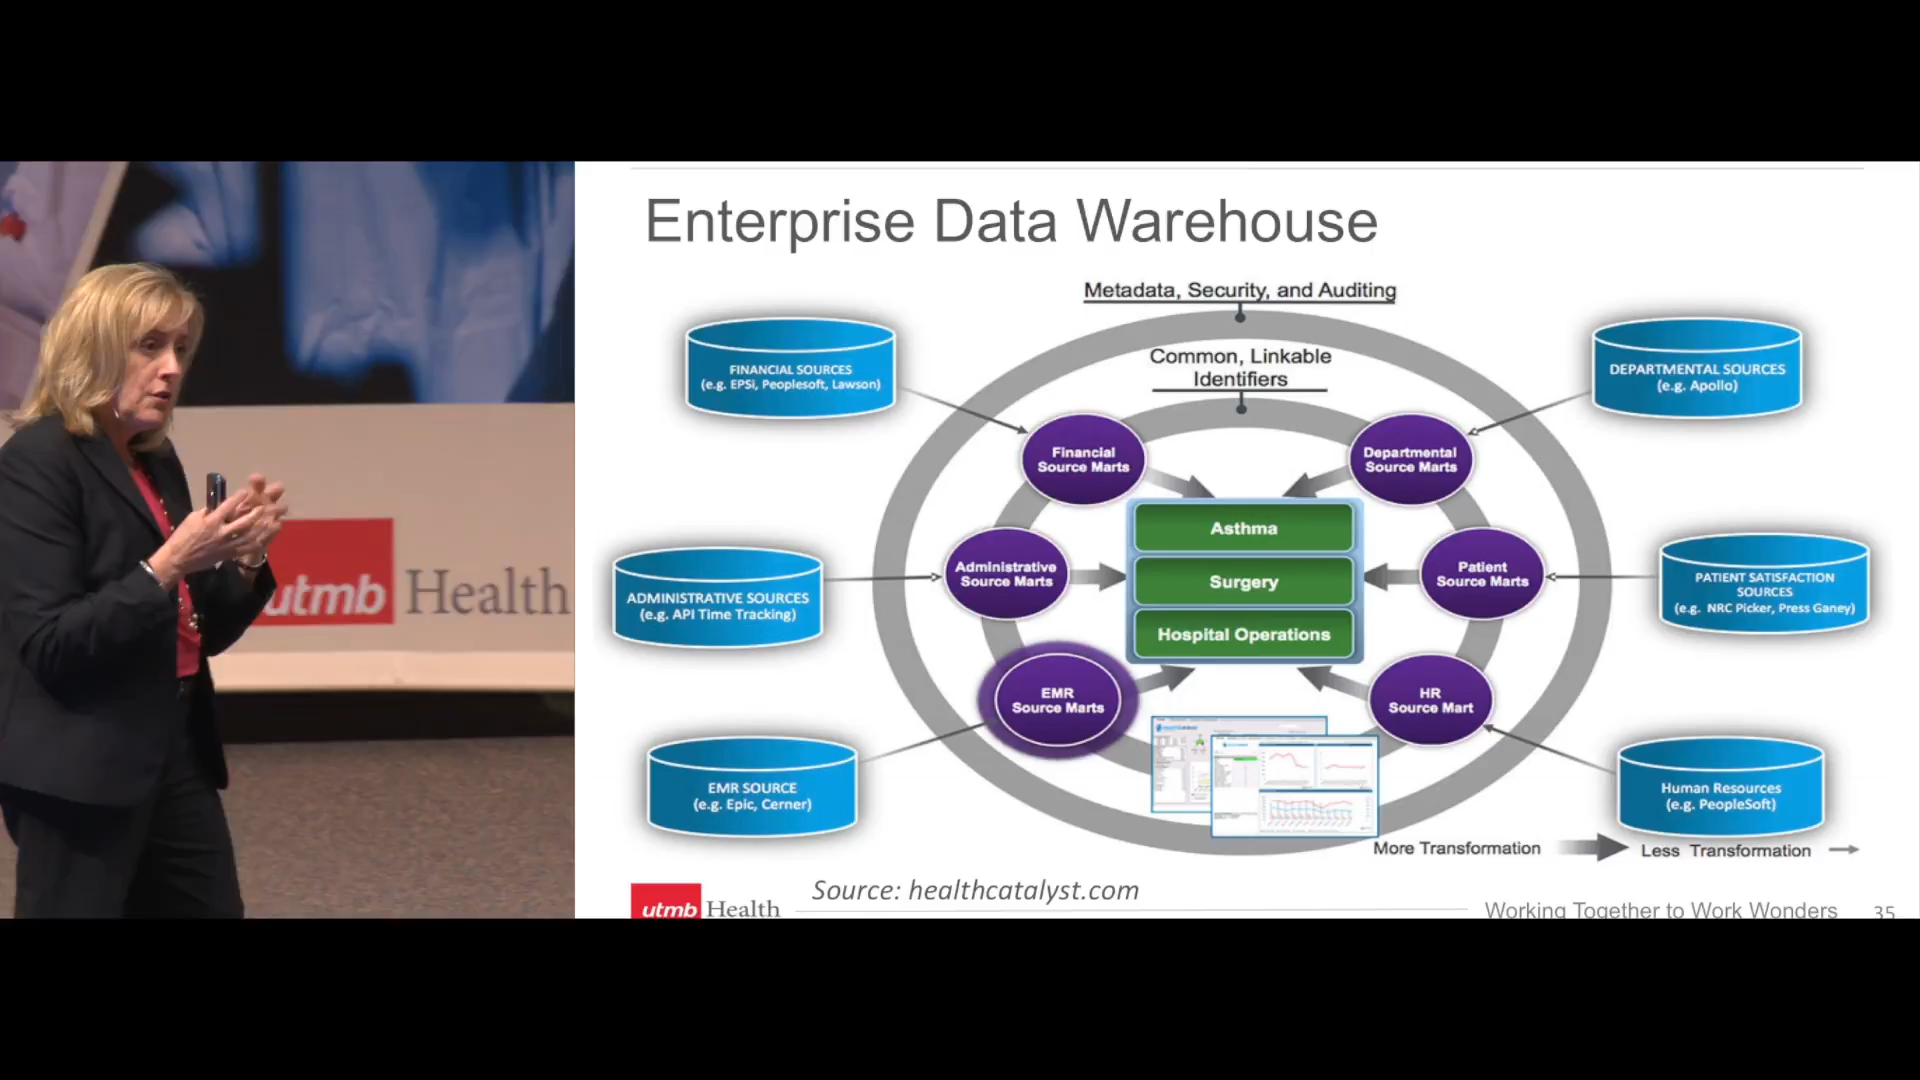 Enterprise Data Warehouse
Metadata, Security, and Auditing
Common, Linkable
Identifiers
FINANCIAL SOURCES
(e.g. EPSi, Peoplesoft, Lawson)
DEPARTMENTAL SOURCES
(e.g. Apollo)
Financial
Source Marts
Departmental
Source Marts
Asthma
Administrative
Source Marts
Surgery
Patient
Source Marts
ADMINISTRATIVE SOURCES
(e.g. API Time Tracking)
PATIENT SATISFACTION
SOURCES
(e.g. NRC Picker, Press Ganey)
Hospital Operations
EMR
Source Marts
HR
Source Mart
EMR SOURCE
(e.g. Epic, Cerner)
Human Resources
(e.g. PeopleSoft)
More Transformation
Less Transformation
Source: healthcatalyst.com
utmb Health
Working Together to Work Wonders
35
utmb Health